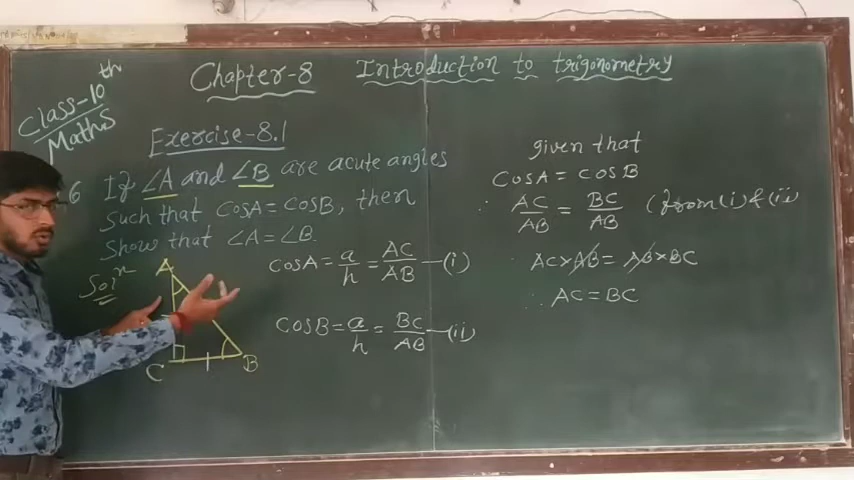 Chapter-8 Introduction to trigonometry
Class-10th
Maths
Exercise-8.1
6 If ∠A and ∠B are acute angles
Such that COSA = COSB, then
Show that ∠A = ∠B.
Solⁿ
A
C
B
COSA = a/h = AC/AB —(i)
COSB = a/h = BC/AB —(ii)
given that
COSA = COSB
∴ AC/AB = BC/AB (from (i) & (ii)
AC × AB = AB × BC
∴ AC = BC